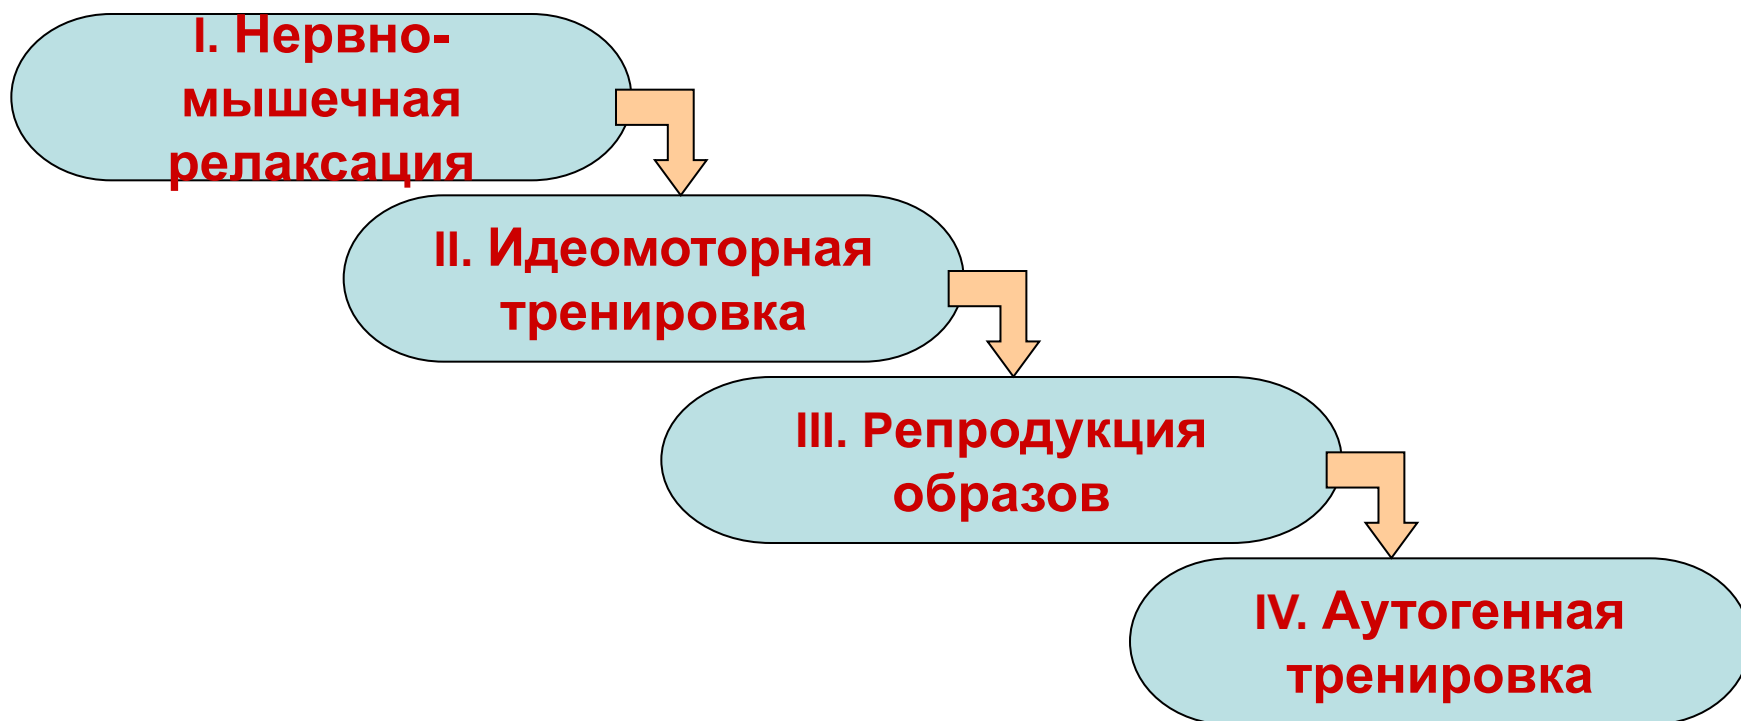 I. Нервно-
мышечная
релаксация
II. Идеомоторная
тренировка
III. Репродукция
образов
IV. Аутогенная
тренировка